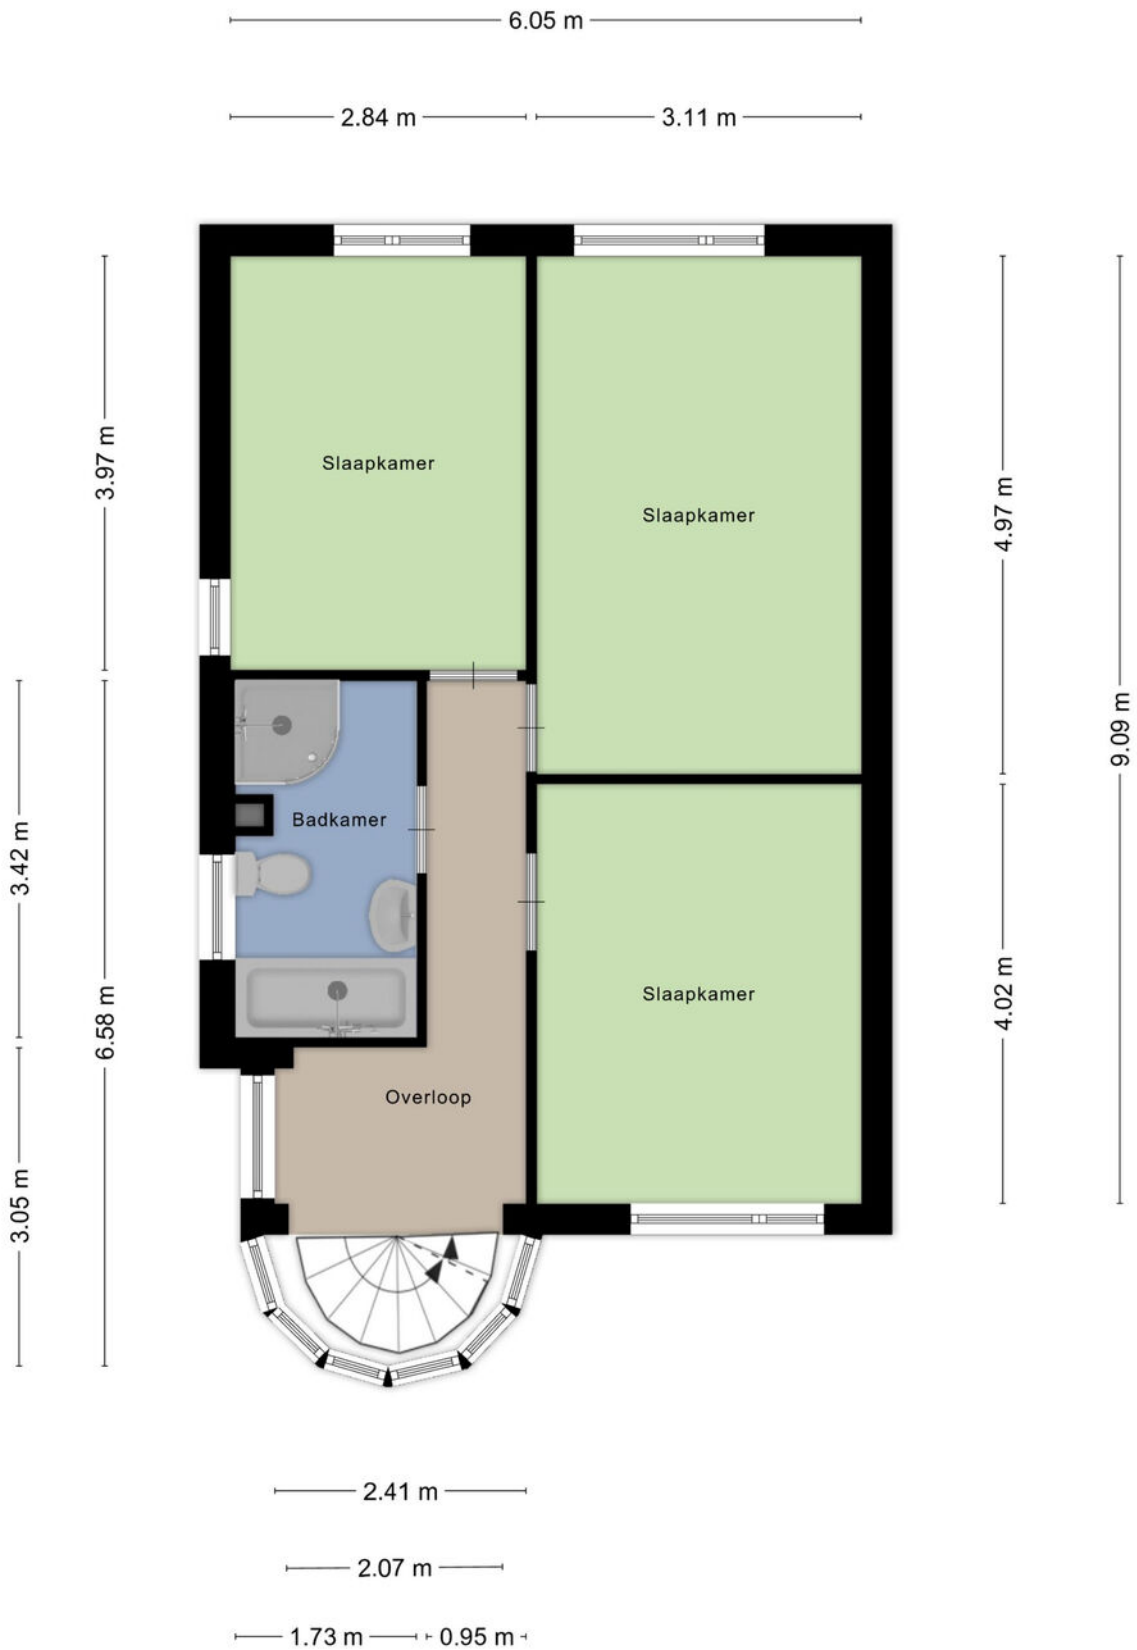 6.05 m
2.84 m
3.11 m
3.97 m
Slaapkamer
Slaapkamer
4.97 m
9.09 m
3.42 m
Badkamer
6.58 m
Slaapkamer
4.02 m
Overloop
3.05 m
2.41 m
2.07 m
1.73 m
0.95 m